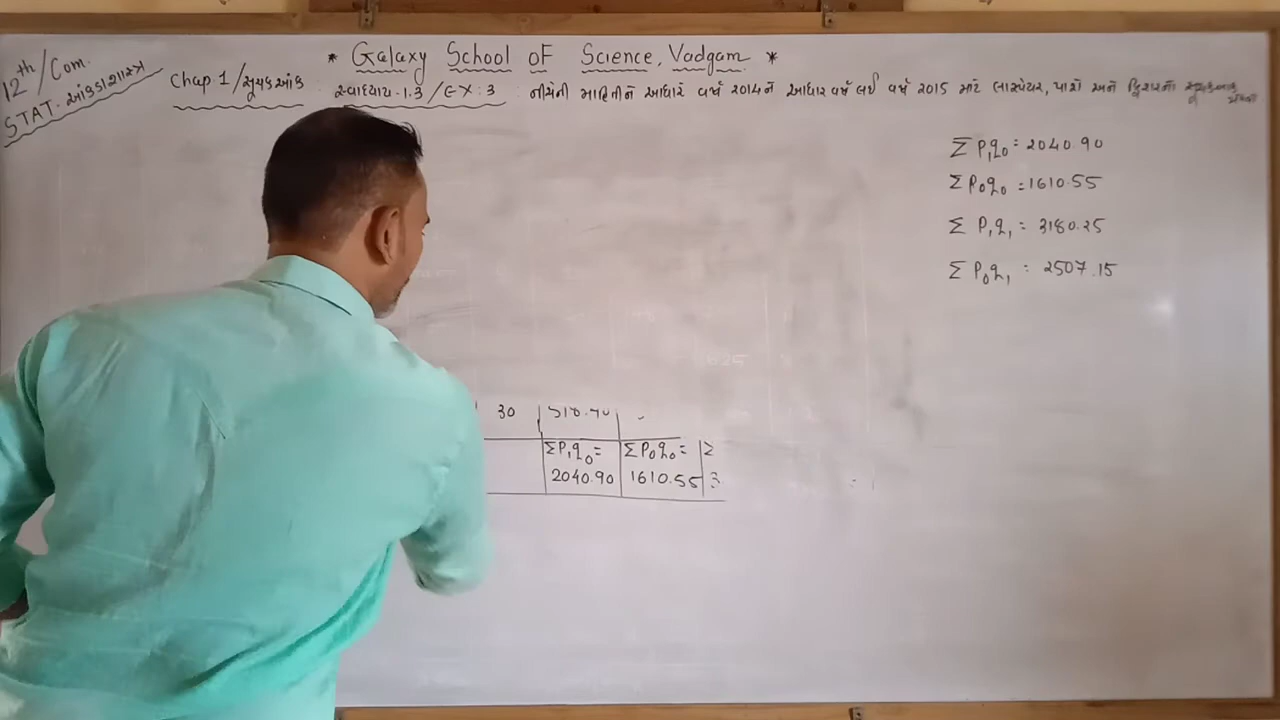 * Galaxy School of Science, Vadgam *
12th/Com.
STAT. આંકડાશાસ્ત્ર
Chap 1/સૂચકઆંક
સ્વાધ્યાય-1.3/Ex:3 : નીચેની માહિતીને આધારે વર્ષ 2014ને આધાર વર્ષ લઈ વર્ષ 2015 માટે લાસ્પેયર, પાશે અને ફિશરના
Σ P₁q₀ = 2040.90
Σ P₀q₀ = 1610.55
Σ P₁q₁ = 3180.25
Σ P₀q₁ = 2507.15
30
ΣP₁q₀ = ΣP₀q₀ = Σ
2040.90 1610.55 3